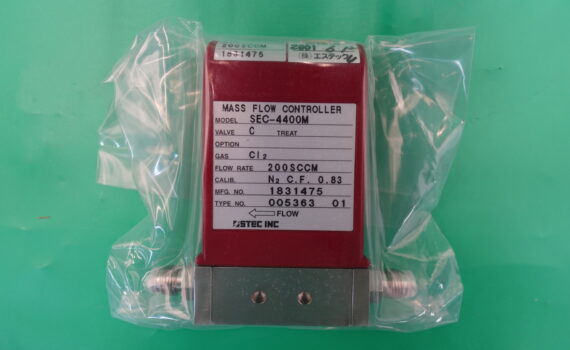 200SCCM
1831475
(株)エステック
MASS FLOW CONTROLLER
MODEL SEC-4400M
VALVE C TREAT
OPTION
GAS Cl₂
FLOW RATE 200SCCM
CALIB. N₂ C.F. 0.83
MFG. NO. 1831475
TYPE NO. 005363 01
FLOW
STEC INC